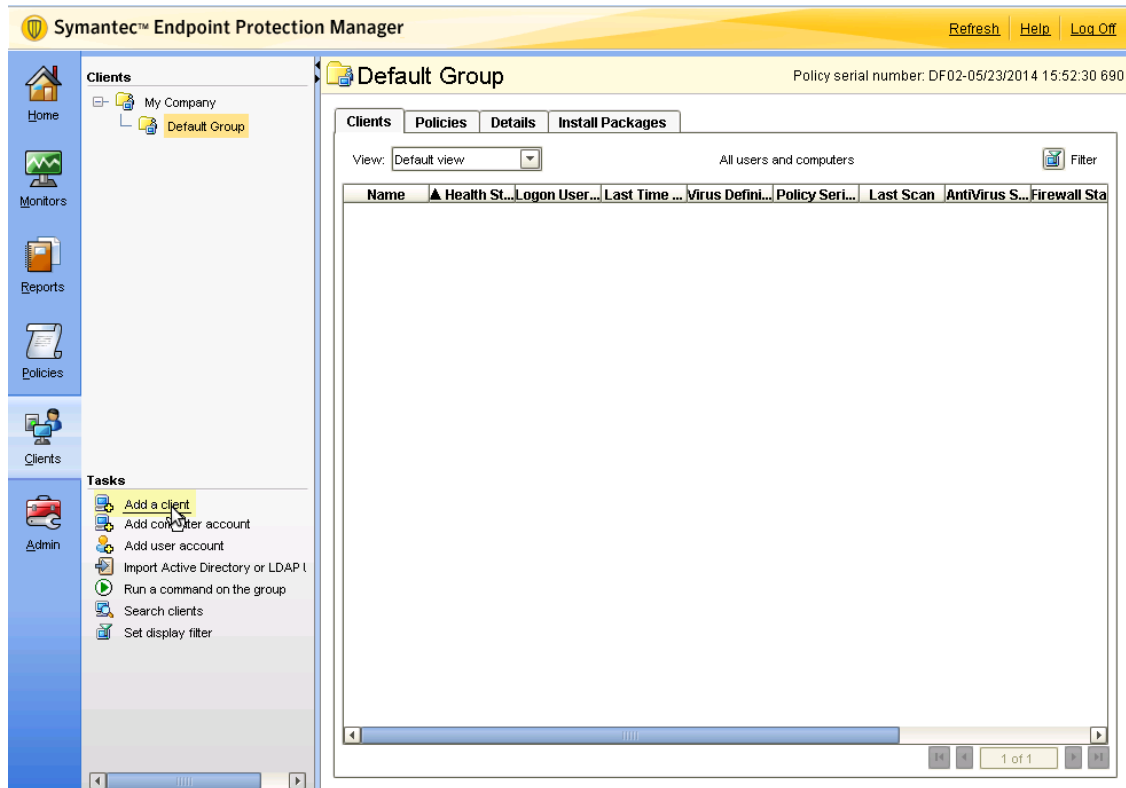 Symantec™ Endpoint Protection Manager
Refresh Help Log Off
Home
Monitors
Reports
Policies
Clients
Admin
Clients
My Company
Default Group
Tasks
Add a client
Add computer account
Add user account
Import Active Directory or LDAP
Run a command on the group
Search clients
Set display filter
Default Group
Policy serial number: DF02-05/23/2014 15:52:30 690
Clients Policies Details Install Packages
View: Default view All users and computers Filter
Name Health St... Logon User... Last Time ... Virus Defini... Policy Seri... Last Scan AntiVirus S... Firewall Sta
1 of 1